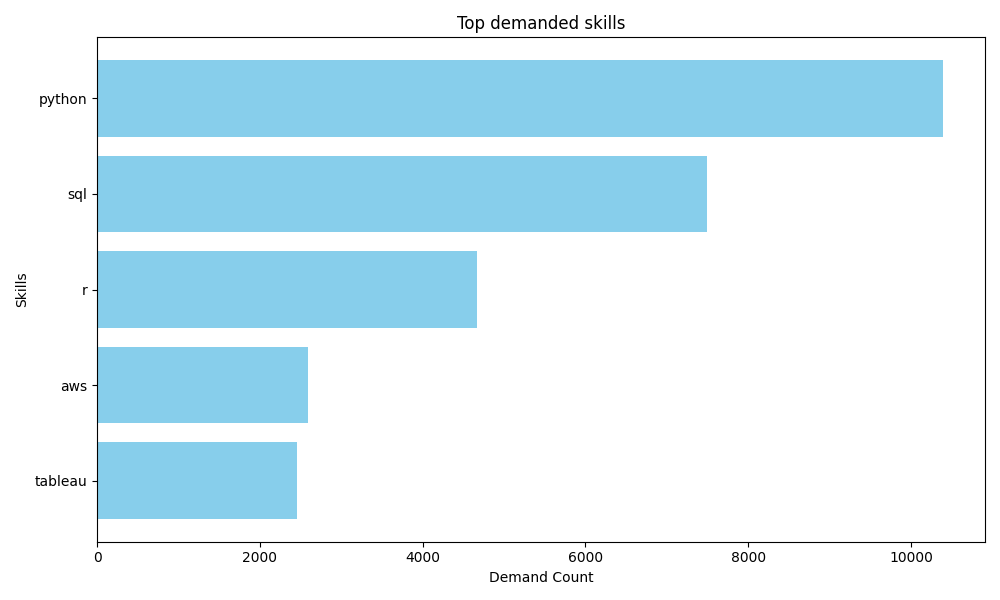 Top demanded skills
python
sql
r
aws
tableau
Skills
0 2000 4000 6000 8000 10000
Demand Count